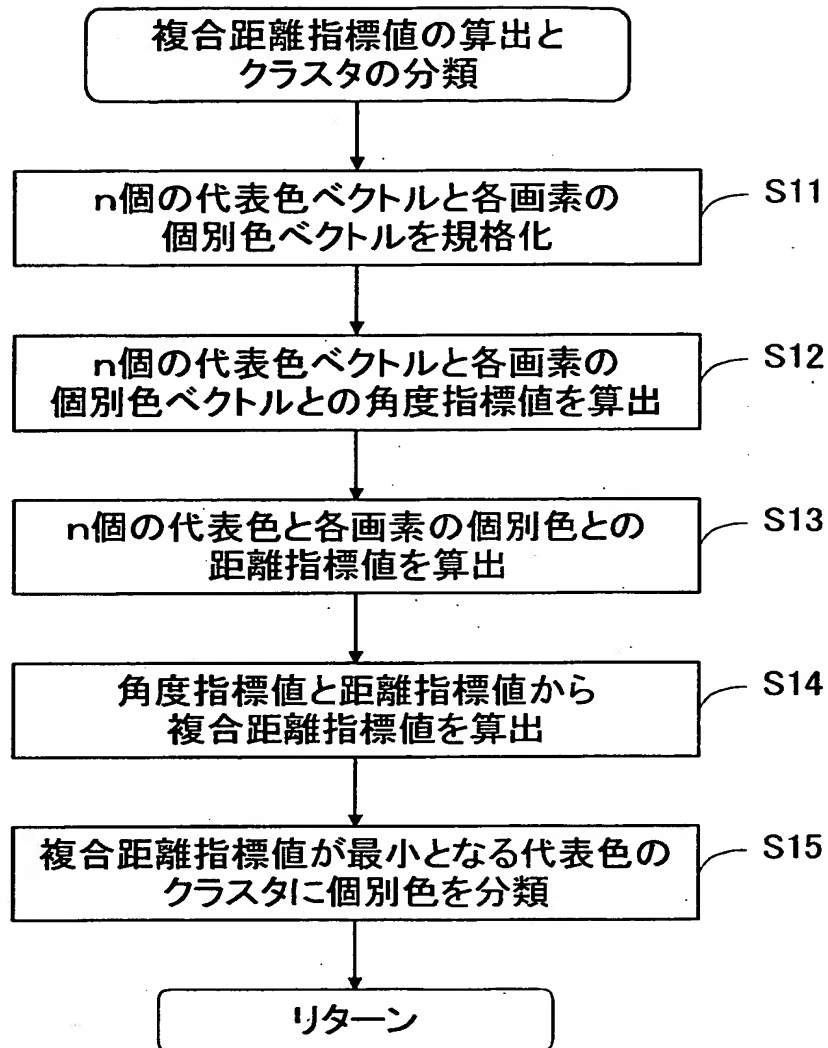 複合距離指標値の算出と
クラスタの分類
n個の代表色ベクトルと各画素の
個別色ベクトルを規格化
S11
n個の代表色ベクトルと各画素の
個別色ベクトルとの角度指標値を算出
S12
n個の代表色と各画素の個別色との
距離指標値を算出
S13
角度指標値と距離指標値から
複合距離指標値を算出
S14
複合距離指標値が最小となる代表色の
クラスタに個別色を分類
S15
リターン